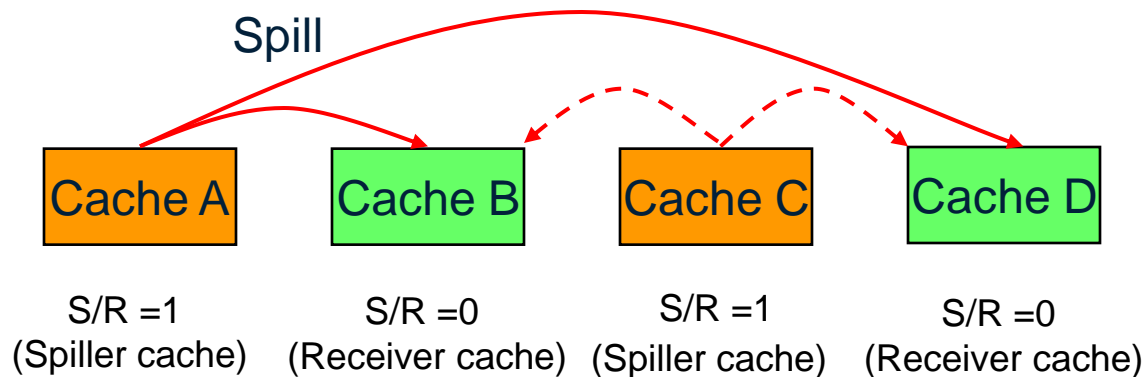 Spill
Cache A
Cache B
Cache C
Cache D
S/R =1
(Spiller cache)
S/R =0
(Receiver cache)
S/R =1
(Spiller cache)
S/R =0
(Receiver cache)